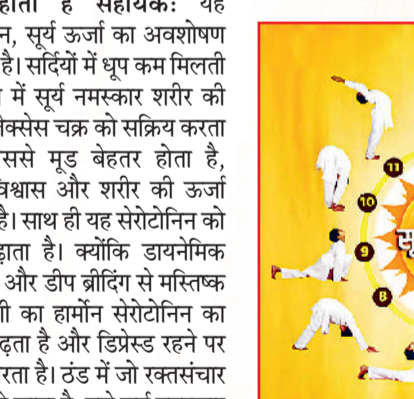 होता है सहायक: यह
न, सूर्य ऊर्जा का अवशोषण
है। सर्दियों में धूप कम मिलती
में सूर्य नमस्कार शरीर की
लेक्सेस चक्र को सक्रिय करता
ससे मूड बेहतर होता है,
विश्वास और शरीर की ऊर्जा
है। साथ ही यह सेरोटोनिन को
ढ़ाता है। क्योंकि डायनेमिक
और डीप ब्रीदिंग से मस्तिष्क
शी का हार्मोन सेरोटोनिन का
ढ़ता है और डिप्रेस्ड रहने पर
रता है। ठंड में जो रक्तसंचार
11
10
9
8
सू